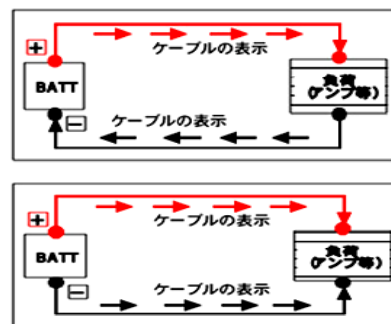 +
ケーブルの表示
BATT
負荷
(アンプ等)
ケーブルの表示
−
+
ケーブルの表示
BATT
負荷
(アンプ等)
−
ケーブルの表示